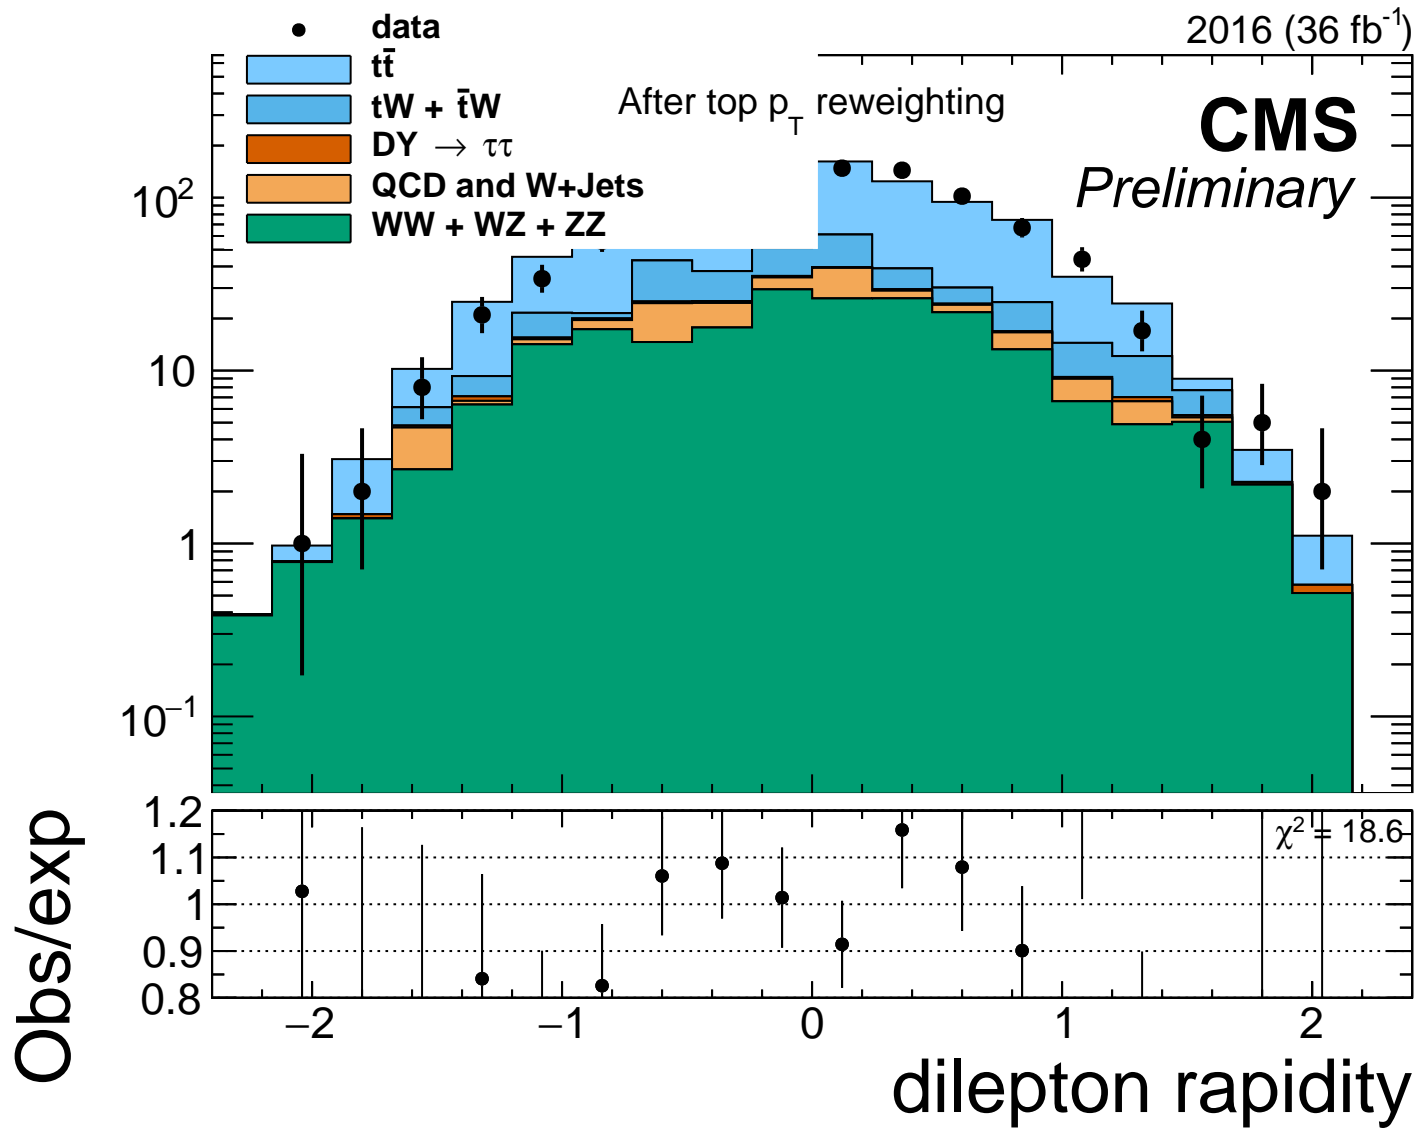 data
2016 (36 fb⁻¹)
tt̄
tW + t̄W
After top p_T reweighting
CMS
DY → ττ
QCD and W+Jets
Preliminary
WW + WZ + ZZ
10²
10
1
10⁻¹
1.2
1.1
1
0.9
0.8
χ² = 18.6
Obs/exp
−2 −1 0 1 2
dilepton rapidity